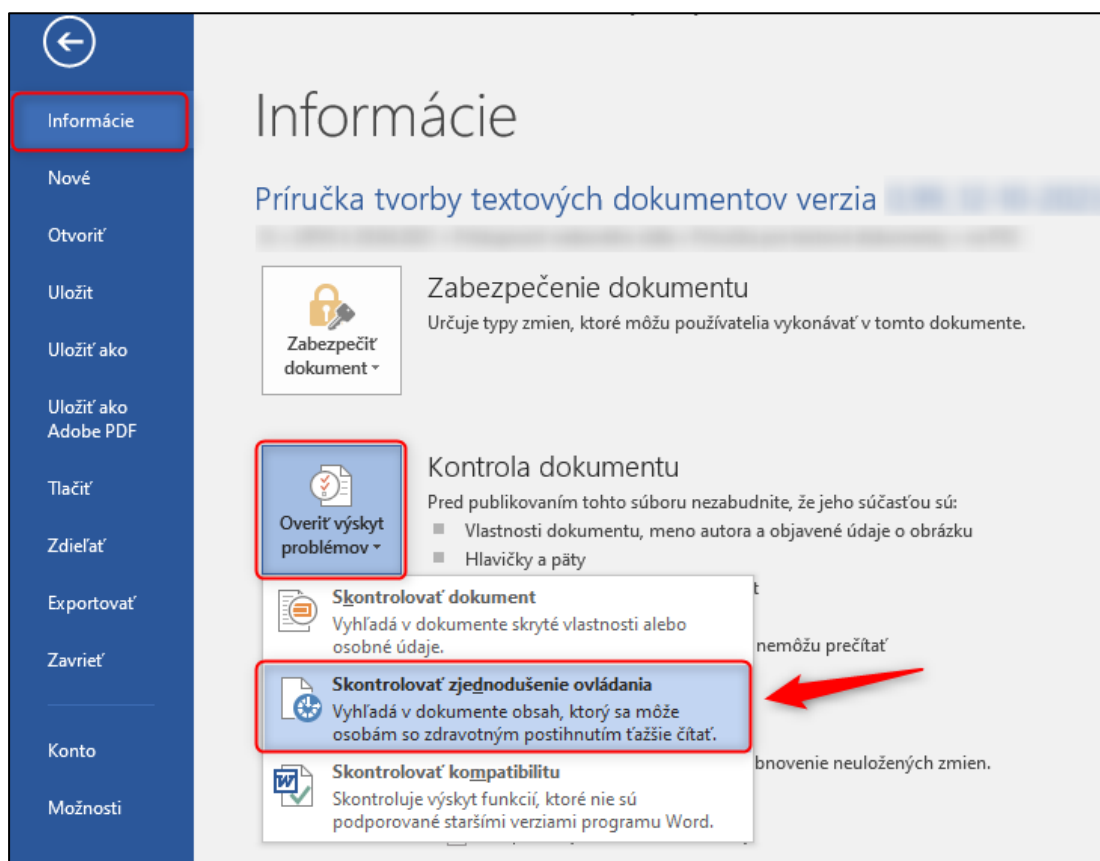 Informácie
Nové
Otvoriť
Uložiť
Uložiť ako
Uložiť ako
Adobe PDF
Tlačiť
Zdieľať
Exportovať
Zavrieť
Konto
Možnosti
Informácie
Príručka tvorby textových dokumentov verzia
Zabezpečiť
dokument
Zabezpečenie dokumentu
Určuje typy zmien, ktoré môžu používatelia vykonávať v tomto dokumente.
Overiť výskyt
problémov
Kontrola dokumentu
Pred publikovaním tohto súboru nezabudnite, že jeho súčasťou sú:
Vlastnosti dokumentu, meno autora a objavené údaje o obrázku
Hlavičky a päty
Skontrolovať dokument
Vyhľadá v dokumente skryté vlastnosti alebo
osobné údaje.
nemôžu prečítať
Skontrolovať zjednodušenie ovládania
Vyhľadá v dokumente obsah, ktorý sa môže
osobám so zdravotným postihnutím ťažšie čítať.
bnovenie neuložených zmien.
Skontrolovať kompatibilitu
Skontroluje výskyt funkcií, ktoré nie sú
podporované staršími verziami programu Word.